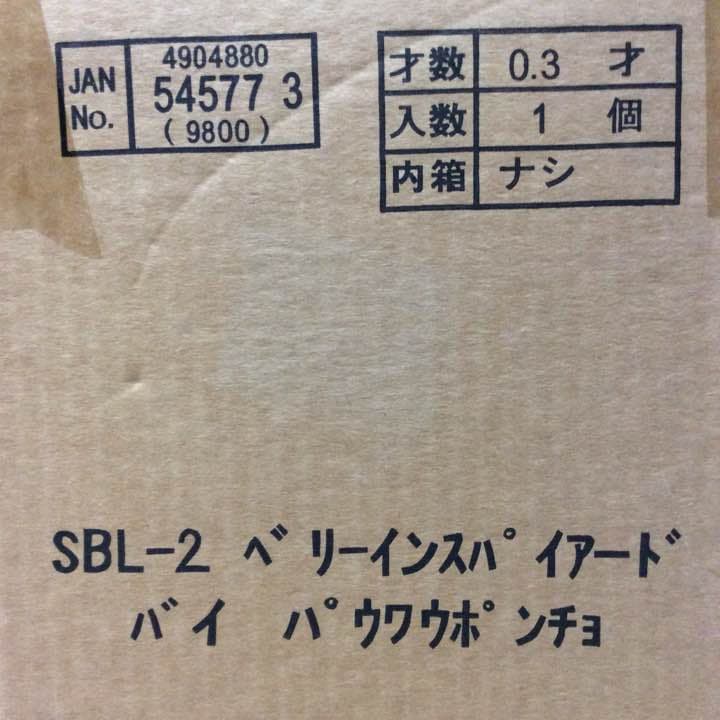 JAN No.
4904880
54577 3
(9800)
才数 0.3 才
入数 1 個
内箱 ナシ
SBL-2 ﾍﾞﾘｰインスﾊﾟｲｱｰﾄﾞ
ﾊﾞｲ ﾊﾟｳﾜｳﾎﾟﾝﾁｮ